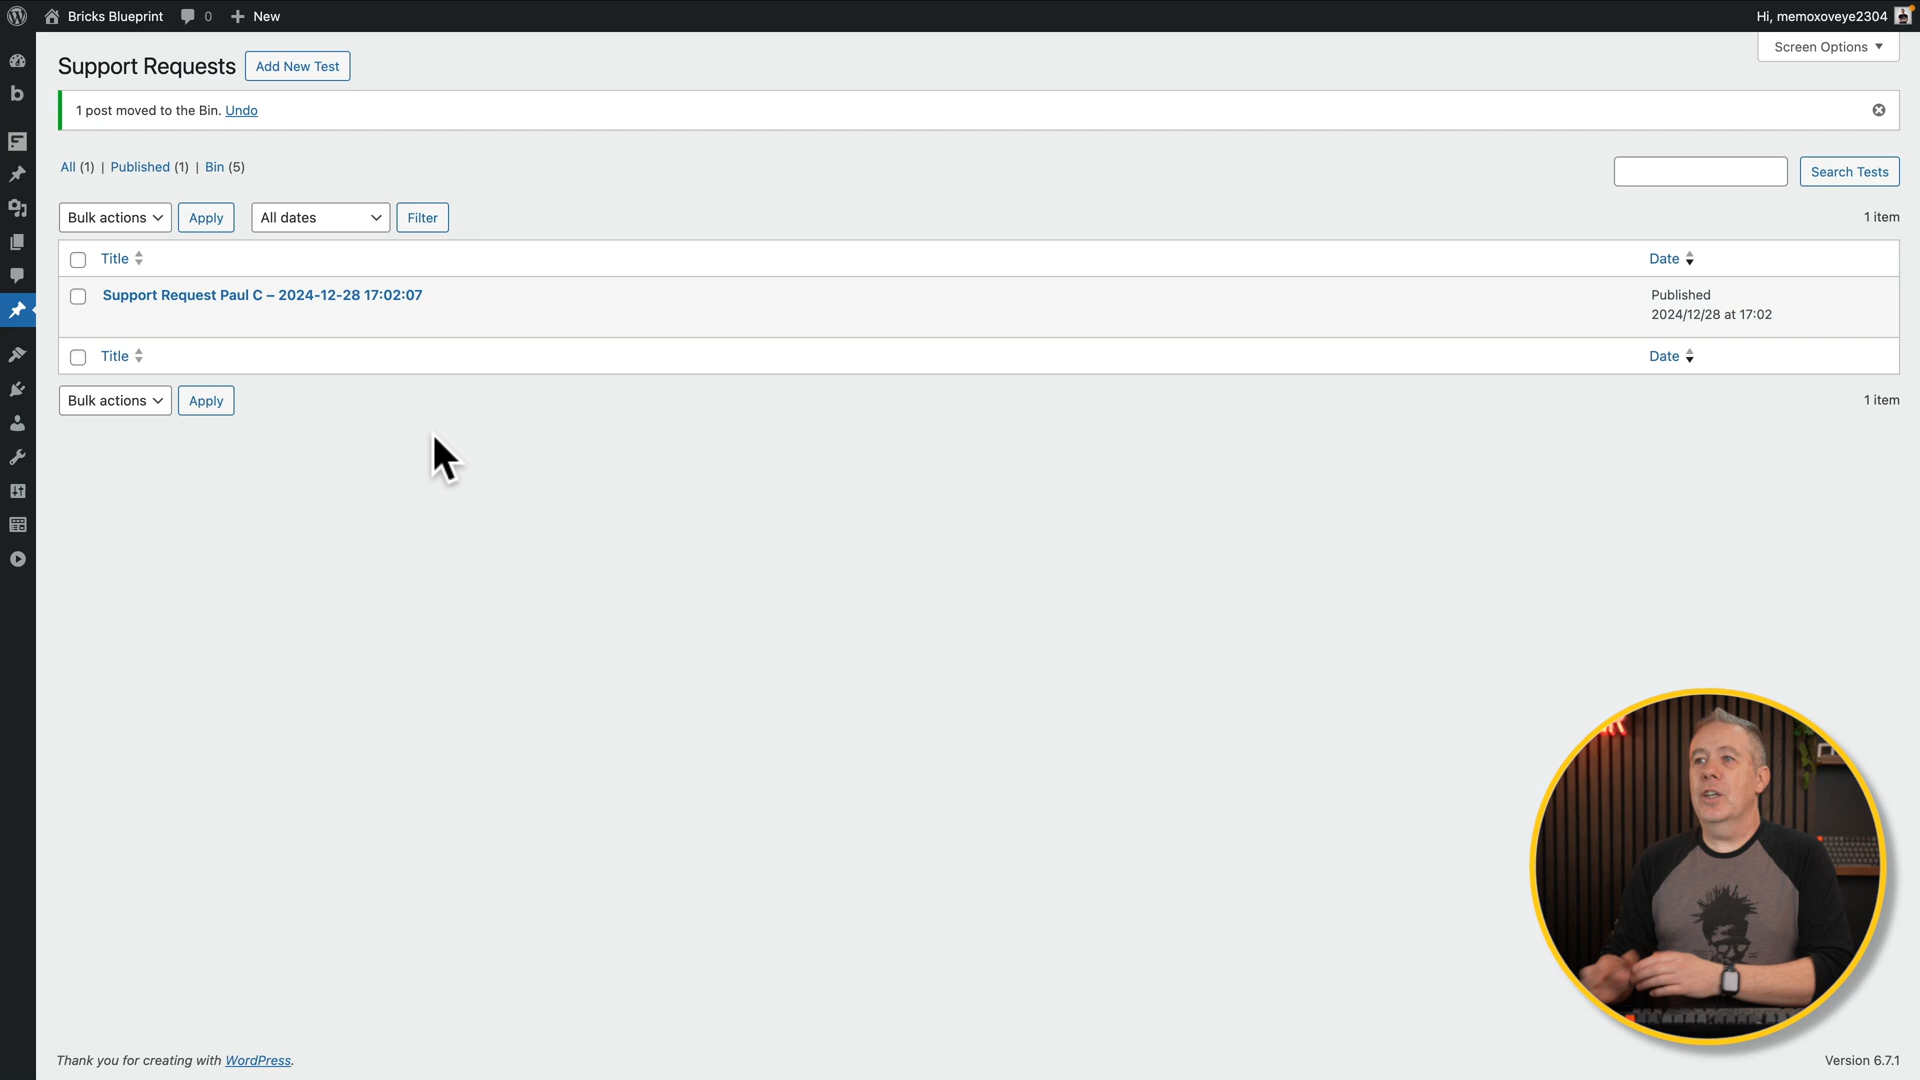 Bricks Blueprint 0 New Hi, memoxoveye2304
Screen Options
Support Requests Add New Test
1 post moved to the Bin. Undo
All (1) | Published (1) | Bin (5)
Search Tests
Bulk actions Apply All dates Filter 1 item
Title Date
Support Request Paul C – 2024-12-28 17:02:07 Published
2024/12/28 at 17:02
Title Date
Bulk actions Apply 1 item
Thank you for creating with WordPress. Version 6.7.1